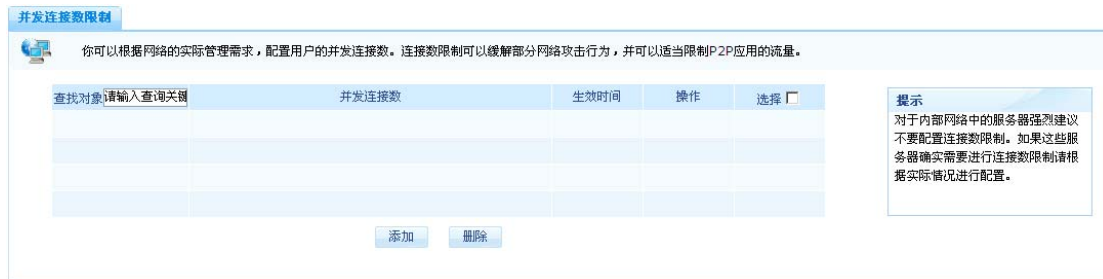 并发连接数限制
你可以根据网络的实际管理需求，配置用户的并发连接数。连接数限制可以缓解部分网络攻击行为，并可以适当限制P2P应用的流量。
查找对象 请输入查询关键 并发连接数 生效时间 操作 选择
提示
对于内部网络中的服务器强烈建议
不要配置连接数限制。如果这些服
务器确实需要进行连接数限制请根
据实际情况进行配置。
添加 删除